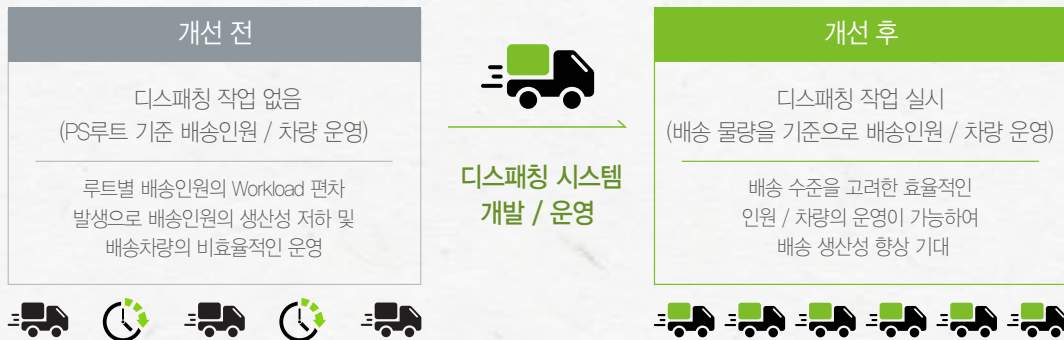 개선 전
디스패칭 작업 없음
(PS루트 기준 배송인원 / 차량 운영)
루트별 배송인원의 Workload 편차
발생으로 배송인원의 생산성 저하 및
배송차량의 비효율적인 운영
디스패칭 시스템
개발 / 운영
개선 후
디스패칭 작업 실시
(배송 물량을 기준으로 배송인원 / 차량 운영)
배송 수준을 고려한 효율적인
인원 / 차량의 운영이 가능하여
배송 생산성 향상 기대